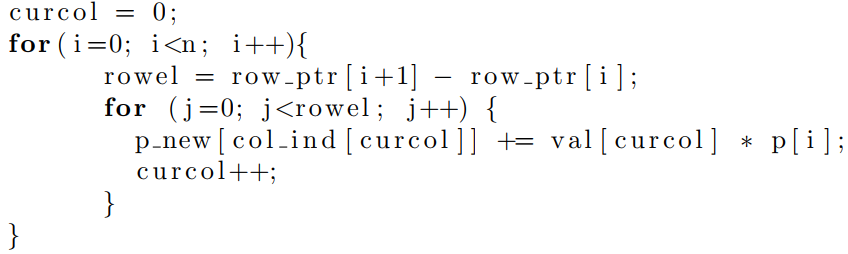 curcol = 0;
for(i=0; i<n; i++){
rowel = row_ptr[i+1] − row_ptr[i];
for (j=0; j<rowel; j++) {
p_new[col_ind[curcol]] += val[curcol] * p[i];
curcol++;
}
}